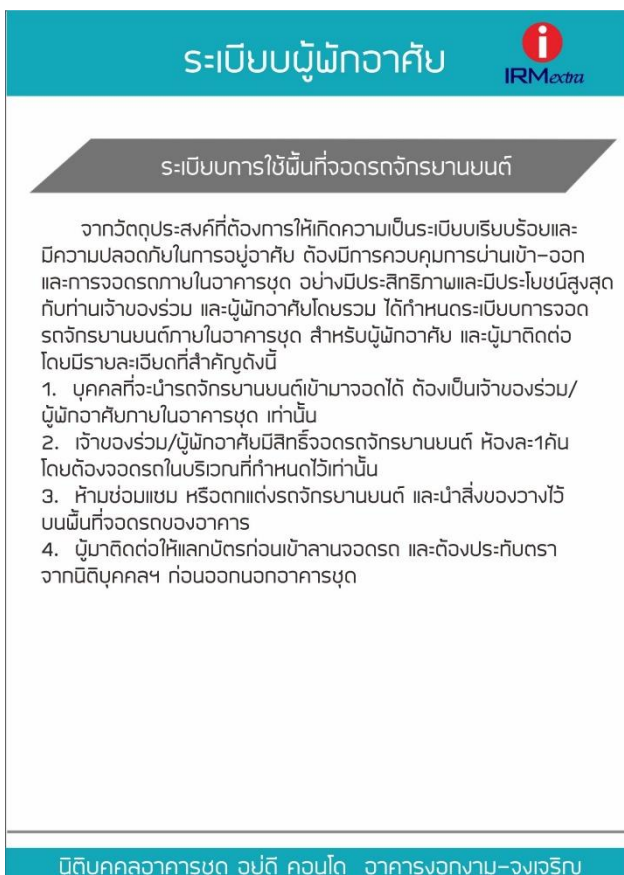 ระเบียบผู้พักอาศัย
i
IRMextra
ระเบียบการใช้พื้นที่จอดรถจักรยานยนต์
จากวัตถุประสงค์ที่ต้องการให้เกิดความเป็นระเบียบเรียบร้อยและ
มีความปลอดภัยในการอยู่อาศัย ต้องมีการควบคุมการผ่านเข้า-ออก
และการจอดรถภายในอาคารชุด อย่างมีประสิทธิภาพและมีประโยชน์สูงสุด
กับท่านเจ้าของร่วม และผู้พักอาศัยโดยรวม ได้กำหนดระเบียบการจอด
รถจักรยานยนต์ภายในอาคารชุด สำหรับผู้พักอาศัย และผู้มาติดต่อ
โดยมีรายละเอียดที่สำคัญดังนี้
1. บุคคลที่จะนำรถจักรยานยนต์เข้ามาจอดได้ ต้องเป็นเจ้าของร่วม/
ผู้พักอาศัยภายในอาคารชุด เท่านั้น
2. เจ้าของร่วม/ผู้พักอาศัยมีสิทธิ์จอดรถจักรยานยนต์ ห้องละ1คัน
โดยต้องจอดรถในบริเวณที่กำหนดไว้เท่านั้น
3. ห้ามซ่อมแซม หรือตกแต่งรถจักรยานยนต์ และนำสิ่งของวางไว้
บนพื้นที่จอดรถของอาคาร
4. ผู้มาติดต่อให้แลกบัตรก่อนเข้าลานจอดรถ และต้องประทับตรา
จากนิติบุคคลฯ ก่อนออกนอกอาคารชุด
นิติบุคคลอาคารชุด อยู่ดี คอนโด อาคารงอกงาม-จงเจริญ